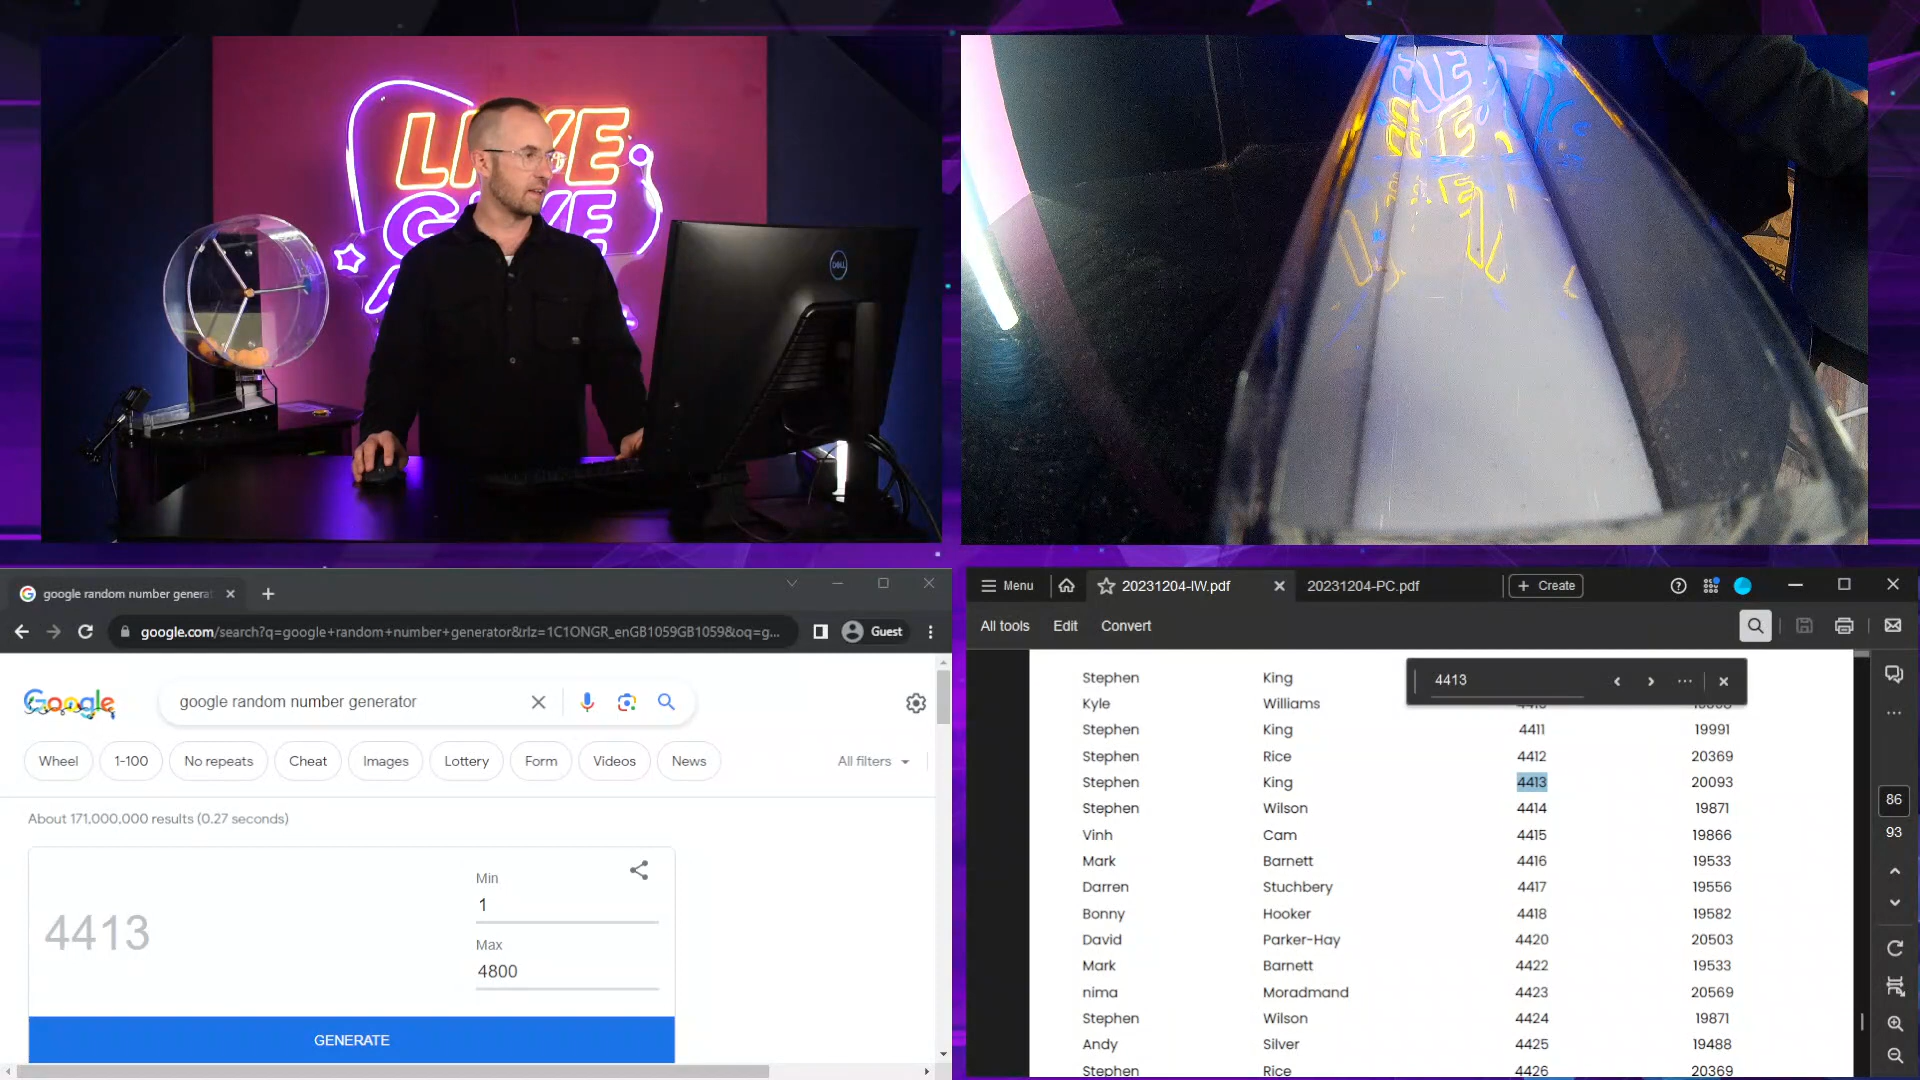 LIVE
GIVE
DELL
google random number genera
google.com/search?q=google+random+number+generator&rlz=1C1ONGR_enGB1059GB1059&oq=g...
Guest
Google
google random number generator
Wheel
1-100
No repeats
Cheat
Images
Lottery
Form
Videos
News
All filters
About 171,000,000 results (0.27 seconds)
4413
Min
1
Max
4800
GENERATE
Menu
20231204-IW.pdf
20231204-PC.pdf
Create
All tools
Edit
Convert
4413
86
93
Stephen King
Kyle Williams
Stephen King 4411 19991
Stephen Rice 4412 20369
Stephen King 4413 20093
Stephen Wilson 4414 19871
Vinh Cam 4415 19866
Mark Barnett 4416 19533
Darren Stuchbery 4417 19556
Bonny Hooker 4418 19582
David Parker-Hay 4420 20503
Mark Barnett 4422 19533
nima Moradmand 4423 20569
Stephen Wilson 4424 19871
Andy Silver 4425 19488
Stephen Rice 4426 20369